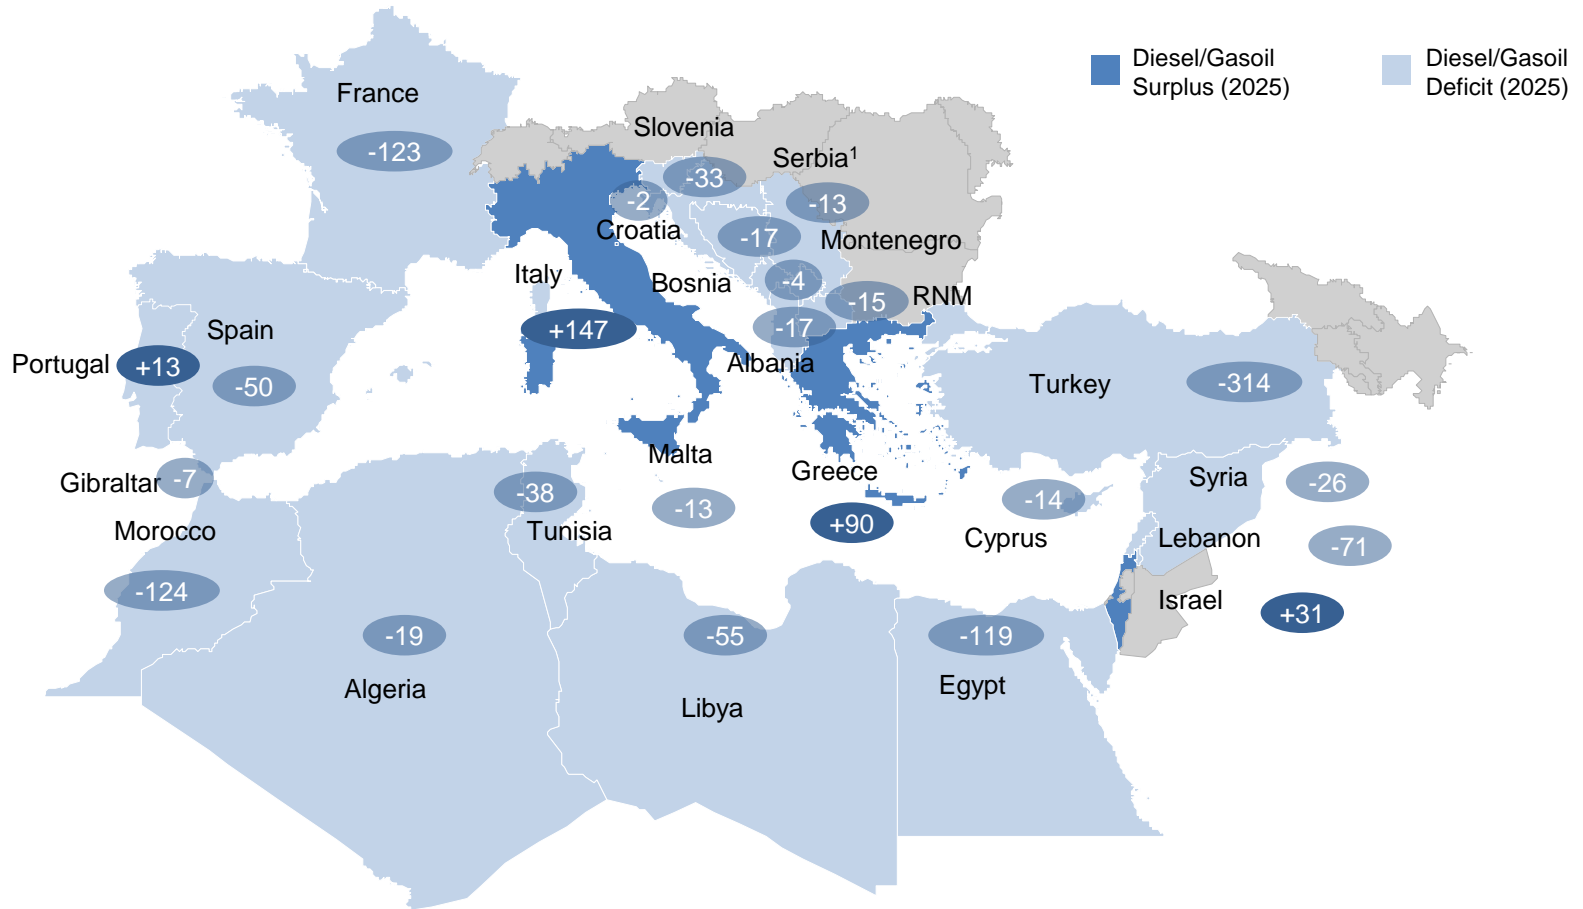 Diesel/Gasoil
Surplus (2025)
Diesel/Gasoil
Deficit (2025)
France
-123
Slovenia
-33
Serbia¹
-13
-2
Croatia
-17
Montenegro
Italy
Bosnia
-4
-15
RNM
+147
-17
Albania
Spain
Portugal
+13
-50
Turkey
-314
Gibraltar
-7
Malta
-13
Greece
+90
Syria
-26
-38
Tunisia
-14
Cyprus
Lebanon
-71
Morocco
-124
Israel
+31
-19
Algeria
-55
Libya
-119
Egypt